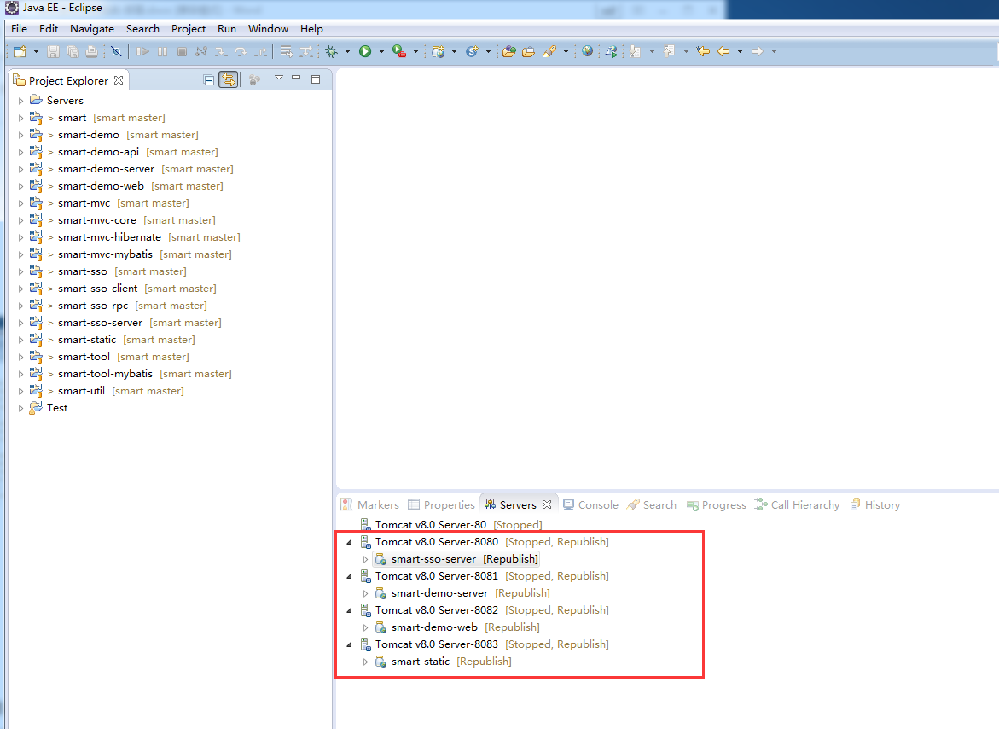 Java EE - Eclipse
File Edit Navigate Search Project Run Window Help
Project Explorer
Servers
> smart [smart master]
> smart-demo [smart master]
> smart-demo-api [smart master]
> smart-demo-server [smart master]
> smart-demo-web [smart master]
> smart-mvc [smart master]
> smart-mvc-core [smart master]
> smart-mvc-hibernate [smart master]
> smart-mvc-mybatis [smart master]
> smart-sso [smart master]
> smart-sso-client [smart master]
> smart-sso-rpc [smart master]
> smart-sso-server [smart master]
> smart-static [smart master]
> smart-tool [smart master]
> smart-tool-mybatis [smart master]
> smart-util [smart master]
Test
Markers Properties Servers Console Search Progress Call Hierarchy History
Tomcat v8.0 Server-80 [Stopped]
Tomcat v8.0 Server-8080 [Stopped, Republish]
smart-sso-server [Republish]
Tomcat v8.0 Server-8081 [Stopped, Republish]
smart-demo-server [Republish]
Tomcat v8.0 Server-8082 [Stopped, Republish]
smart-demo-web [Republish]
Tomcat v8.0 Server-8083 [Stopped, Republish]
smart-static [Republish]